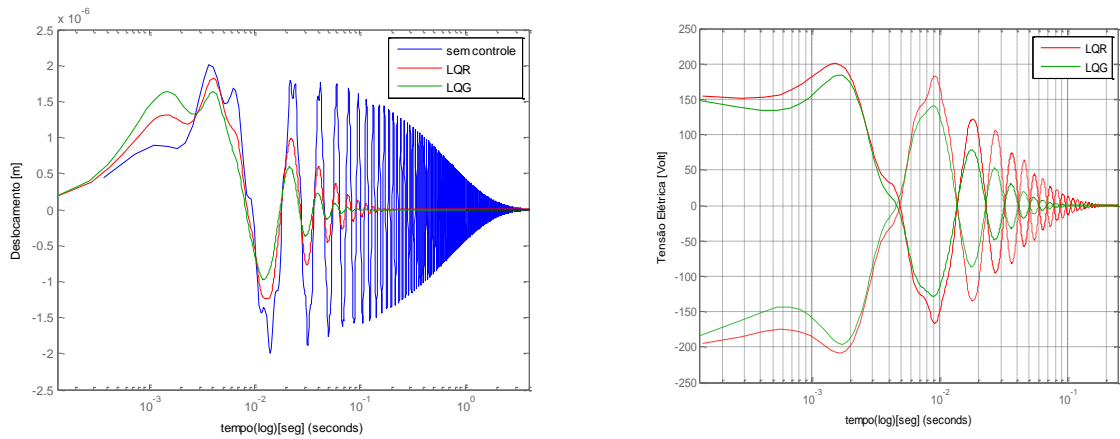 x 10⁻⁶
2.5
2
1.5
1
0.5
0
-0.5
-1
-1.5
-2
-2.5
Deslocamento [m]
10⁻³
10⁻²
10⁻¹
10⁰
tempo(log)[seg] (seconds)
sem controle
LQR
LQG
250
200
150
100
50
0
-50
-100
-150
-200
-250
Tensão Elétrica [Volt]
10⁻³
10⁻²
10⁻¹
tempo(log)[seg] (seconds)
LQR
LQG